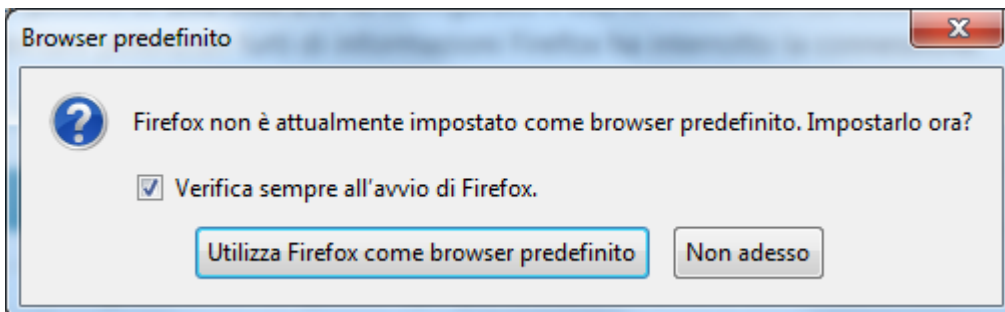 Browser predefinito
Firefox non è attualmente impostato come browser predefinito. Impostarlo ora?
Verifica sempre all'avvio di Firefox.
Utilizza Firefox come browser predefinito
Non adesso